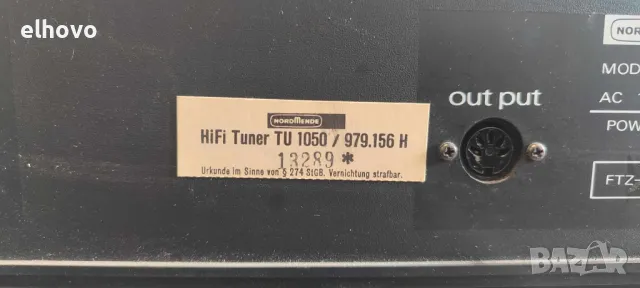 elhovo
NORDMENDE
HiFi Tuner TU 1050 / 979.156 H
13289 *
Urkunde im Sinne von § 274 StGB. Vernichtung strafbar.
out put
NOR
MOD
AC
POW
FTZ-
bazar